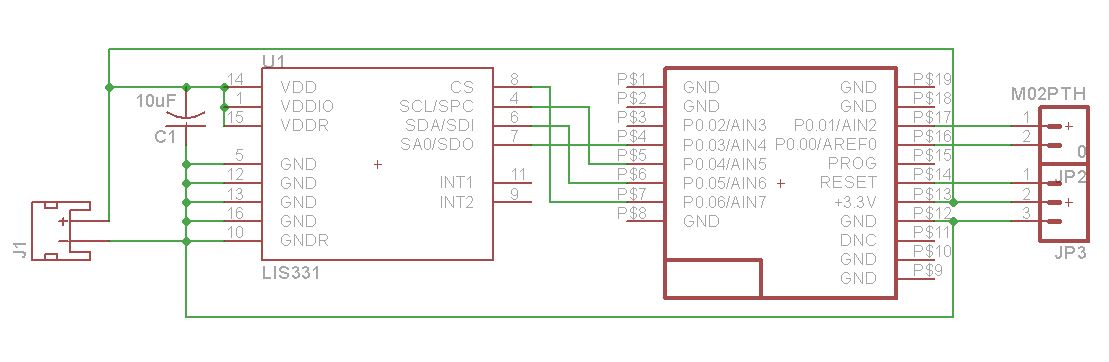 U1
14 VDD CS 8 P$1 GND GND P$19
10uF 1 VDDIO SCL/SPC 4 P$2 GND GND P$18 M02PTH
15 VDDR SDA/SDI 6 P$3 P0.02/AIN3 P0.01/AIN2 P$17 1 +
C1 SA0/SDO 7 P$4 P0.03/AIN4 P0.00/AREF0 P$16 2 0
5 GND P$5 P0.04/AIN5 PROG P$15
12 GND INT1 11 P$6 P0.05/AIN6 RESET P$14 1 JP2
13 GND INT2 9 P$7 P0.06/AIN7 +3.3V P$13 2 +
16 GND P$8 GND GND P$12 3
J1 + - 10 GNDR DNC P$11
LIS331 GND P$10 JP3
GND P$9